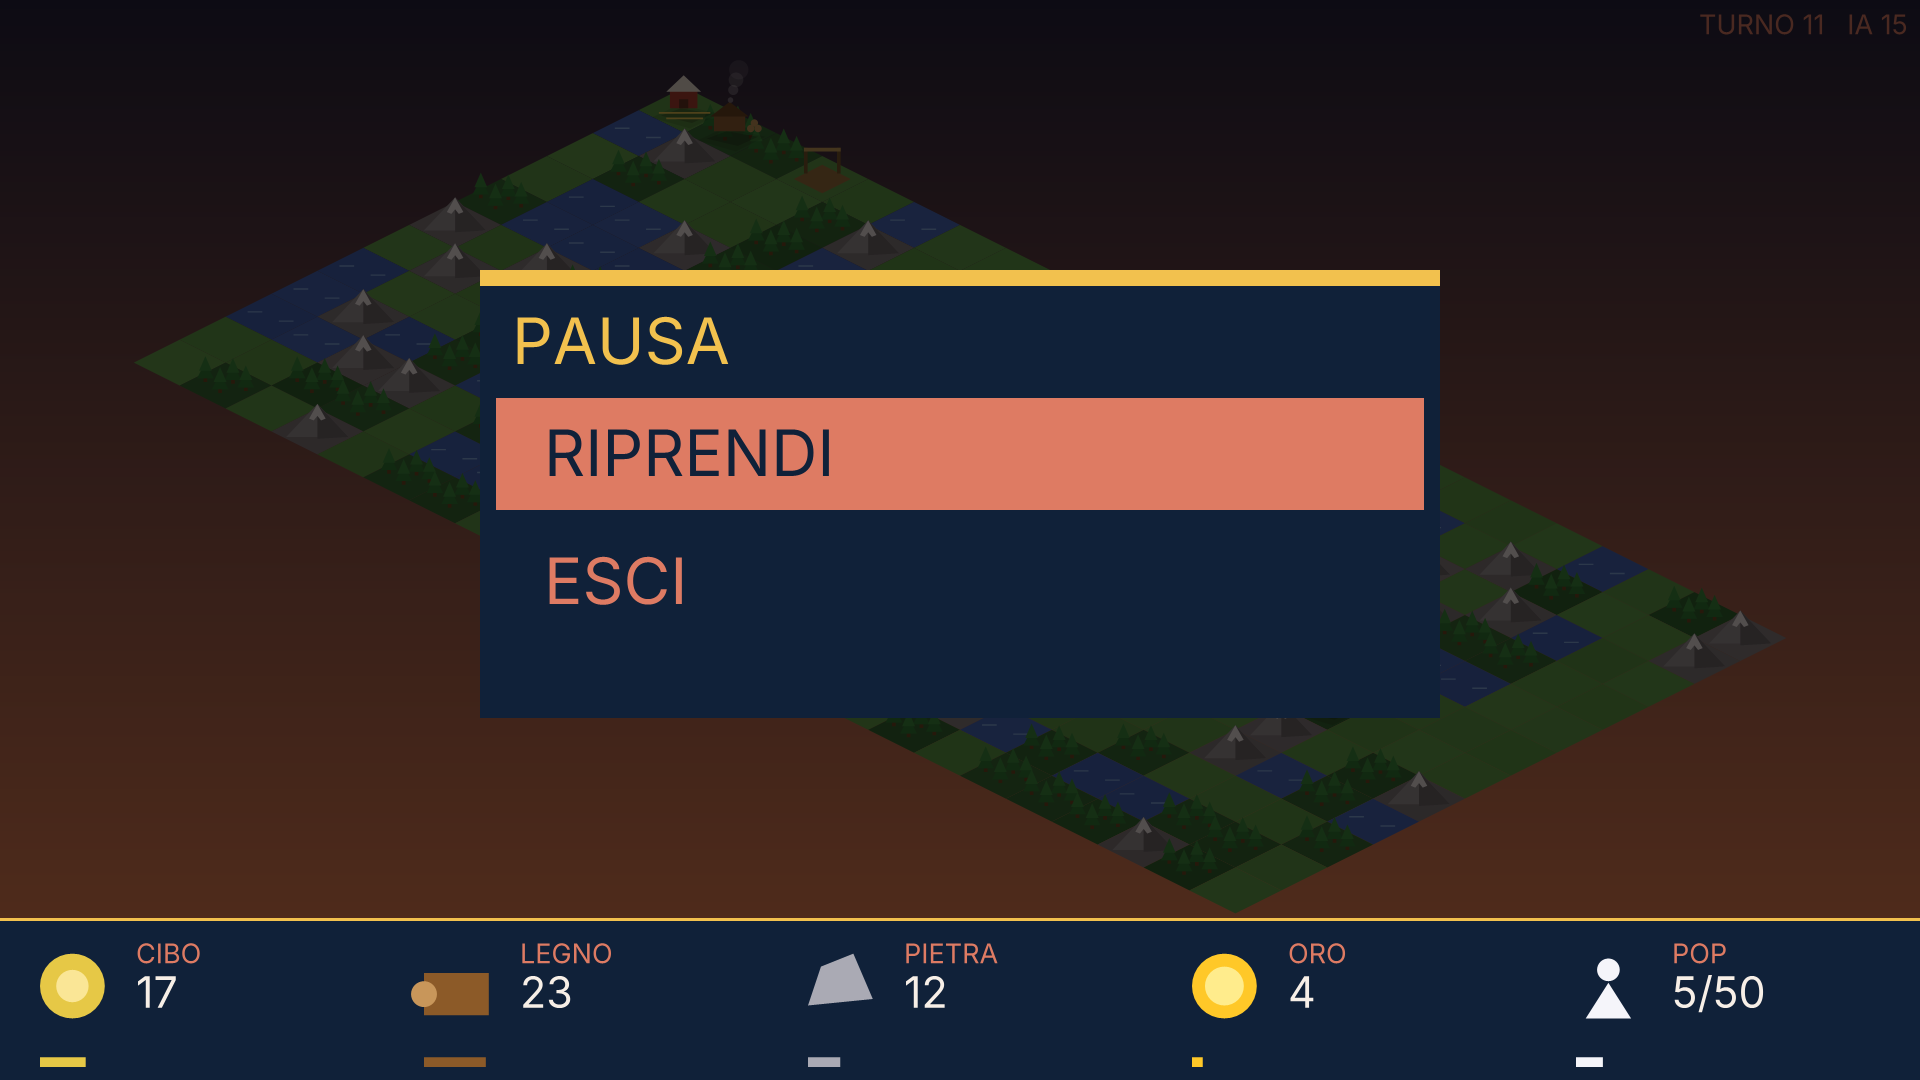 TURNO 11 IA 15
PAUSA
RIPRENDI
ESCI
CIBO
17
LEGNO
23
PIETRA
12
ORO
4
POP
5/50